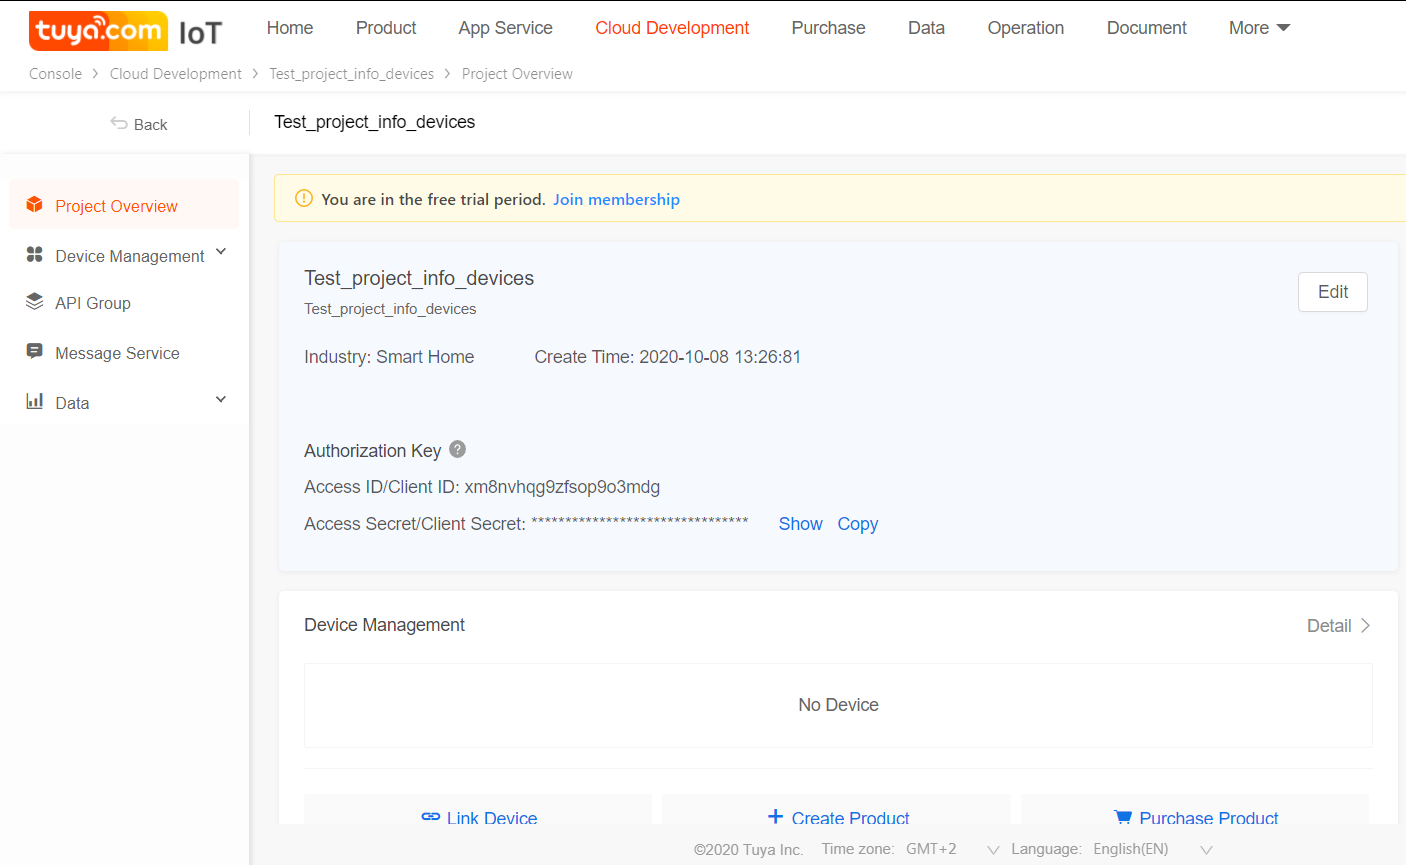 tuya.com IoT Home Product App Service Cloud Development Purchase Data Operation Document More
Console > Cloud Development > Test_project_info_devices > Project Overview
Back
Test_project_info_devices
Project Overview
Device Management
API Group
Message Service
Data
You are in the free trial period. Join membership
Test_project_info_devices
Edit
Test_project_info_devices
Industry: Smart Home Create Time: 2020-10-08 13:26:81
Authorization Key ?
Access ID/Client ID: xm8nvhqg9zfsop9o3mdg
Access Secret/Client Secret: ******************************** Show Copy
Device Management Detail >
No Device
Link Device + Create Product Purchase Product
©2020 Tuya Inc. Time zone: GMT+2 Language: English(EN)